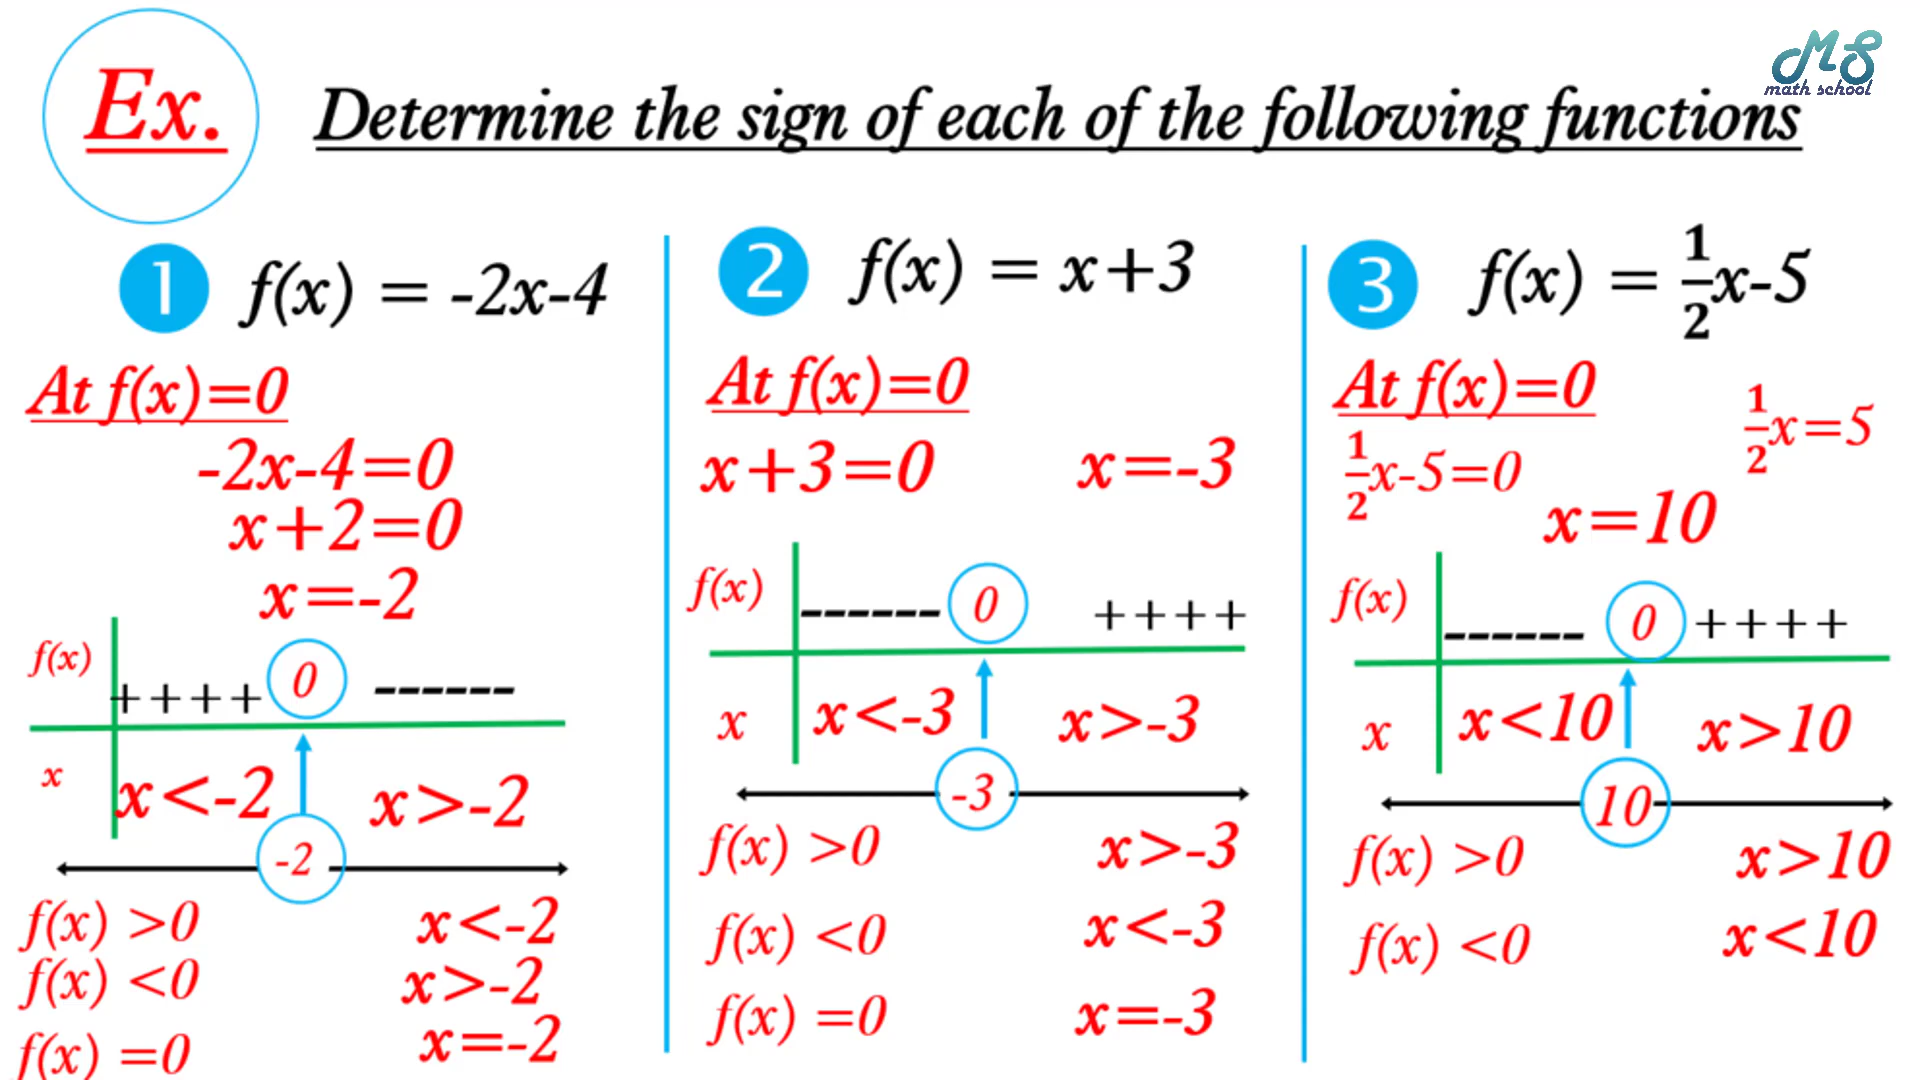 Ex.
Determine the sign of each of the following functions
MS
math school
1 f(x) = -2x-4
At f(x)=0
-2x-4=0
x+2=0
x=-2
f(x) ++++ 0 ------
x x<-2 x>-2
-2
f(x) >0 x<-2
f(x) <0 x>-2
f(x) =0 x=-2
2 f(x) = x+3
At f(x)=0
x+3=0 x=-3
f(x) ------ 0 ++++
x x<-3 x>-3
-3
f(x) >0 x>-3
f(x) <0 x<-3
f(x) =0 x=-3
3 f(x) = 1/2x-5
At f(x)=0
1/2x-5=0 1/2x=5
x=10
f(x) ------ 0 ++++
x x<10 x>10
10
f(x) >0 x>10
f(x) <0 x<10